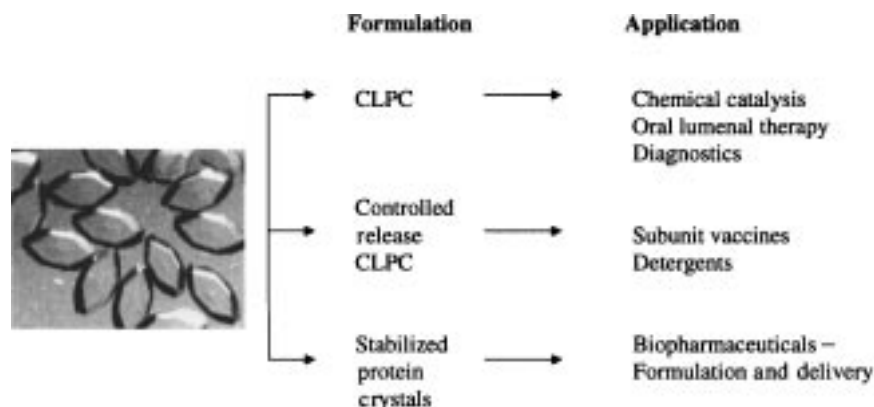 Formulation Application
CLPC Chemical catalysis
Oral lumenal therapy
Diagnostics
Controlled
release Subunit vaccines
CLPC Detergents
Stabilized Biopharmaceuticals –
protein Formulation and delivery
crystals